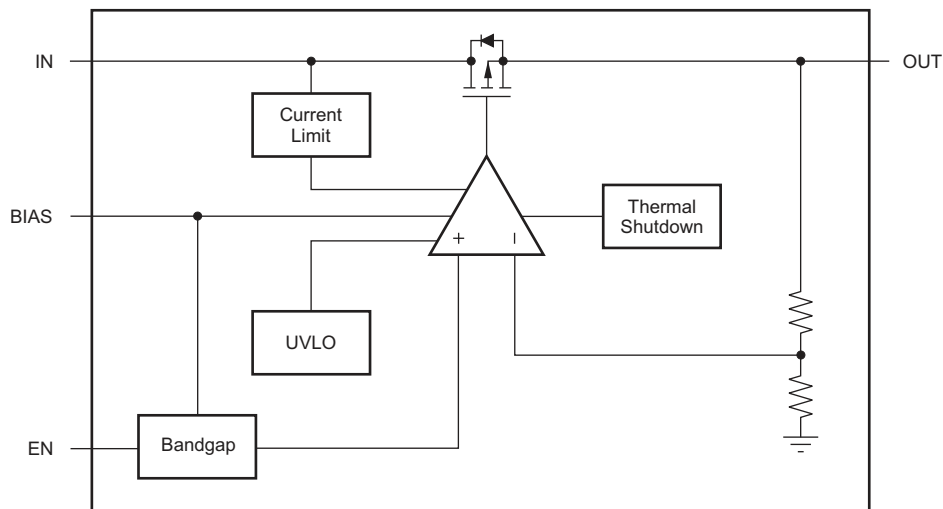 IN
OUT
Current
Limit
BIAS
Thermal
Shutdown
+
–
UVLO
EN
Bandgap